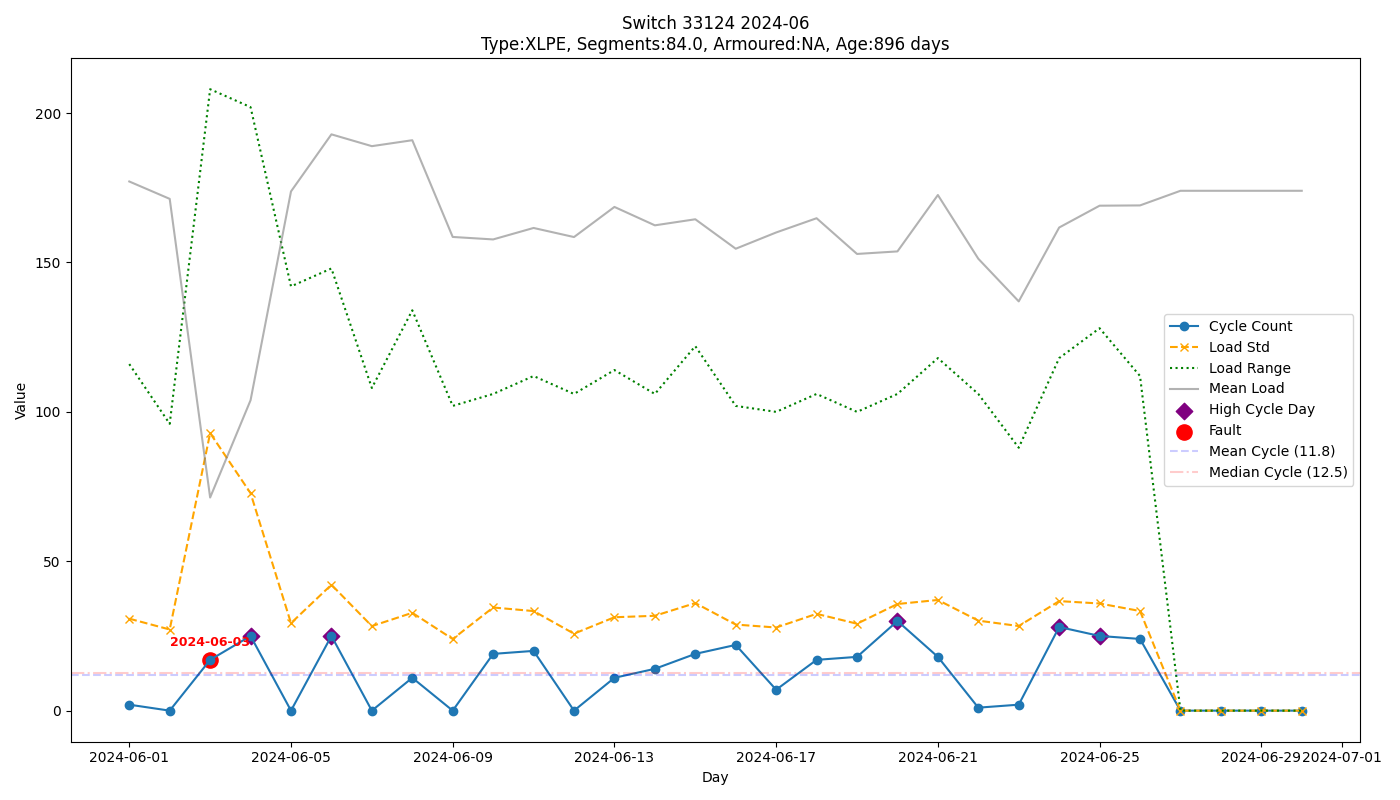 Switch 33124 2024-06
Type:XLPE, Segments:84.0, Armoured:NA, Age:896 days
200
150
100
50
0
Value
2024-06-03
Cycle Count
Load Std
Load Range
Mean Load
High Cycle Day
Fault
Mean Cycle (11.8)
Median Cycle (12.5)
2024-06-01 2024-06-05 2024-06-09 2024-06-13 2024-06-17 2024-06-21 2024-06-25 2024-06-29 2024-07-01
Day